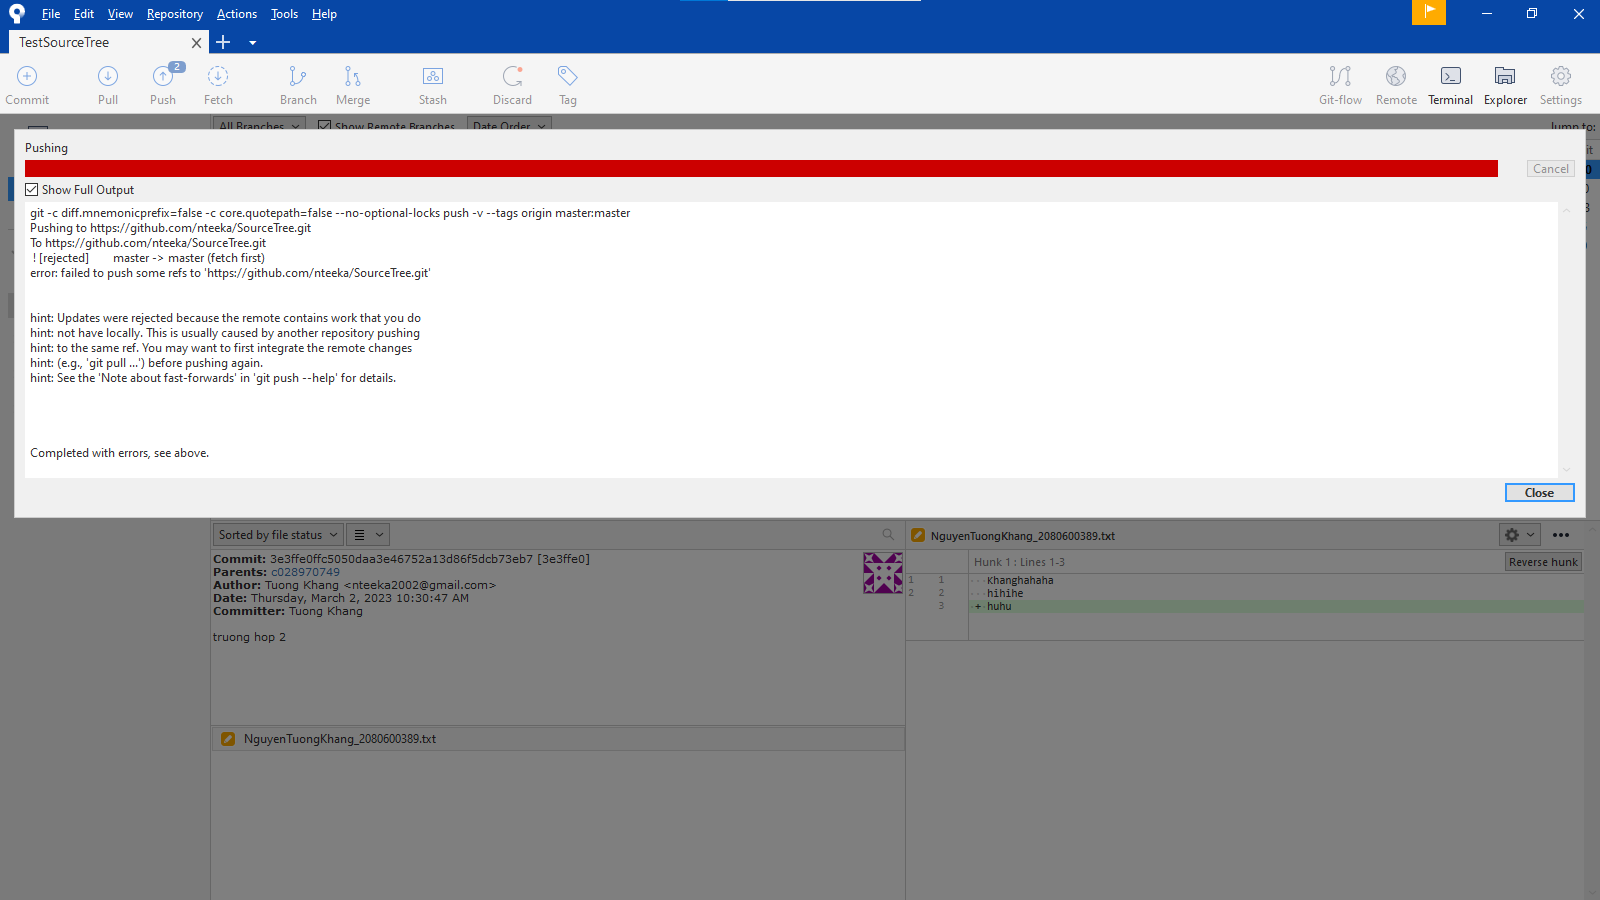 File Edit View Repository Actions Tools Help
TestSourceTree
2
Commit Pull Push Fetch Branch Merge Stash Discard Tag Git-flow Remote Terminal Explorer Settings
All Branches Show Remote Branches Date Order Jump to:
Pushing
Cancel
Show Full Output
git -c diff.mnemonicprefix=false -c core.quotepath=false --no-optional-locks push -v --tags origin master:master
Pushing to https://github.com/nteeka/SourceTree.git
To https://github.com/nteeka/SourceTree.git
! [rejected] master -> master (fetch first)
error: failed to push some refs to 'https://github.com/nteeka/SourceTree.git'
hint: Updates were rejected because the remote contains work that you do
hint: not have locally. This is usually caused by another repository pushing
hint: to the same ref. You may want to first integrate the remote changes
hint: (e.g., 'git pull ...') before pushing again.
hint: See the 'Note about fast-forwards' in 'git push --help' for details.
Completed with errors, see above.
Close
Sorted by file status
Commit: 3e3ffe0ffc5050daa3e46752a13d86f5dcb73eb7 [3e3ffe0]
Parents: c028970749
Author: Tuong Khang <nteeka2002@gmail.com>
Date: Thursday, March 2, 2023 10:30:47 AM
Committer: Tuong Khang
truong hop 2
NguyenTuongKhang_2080600389.txt
NguyenTuongKhang_2080600389.txt
Hunk 1 : Lines 1-3 Reverse hunk
1 1 Khanghahaha
2 2 hihihe
3 + huhu